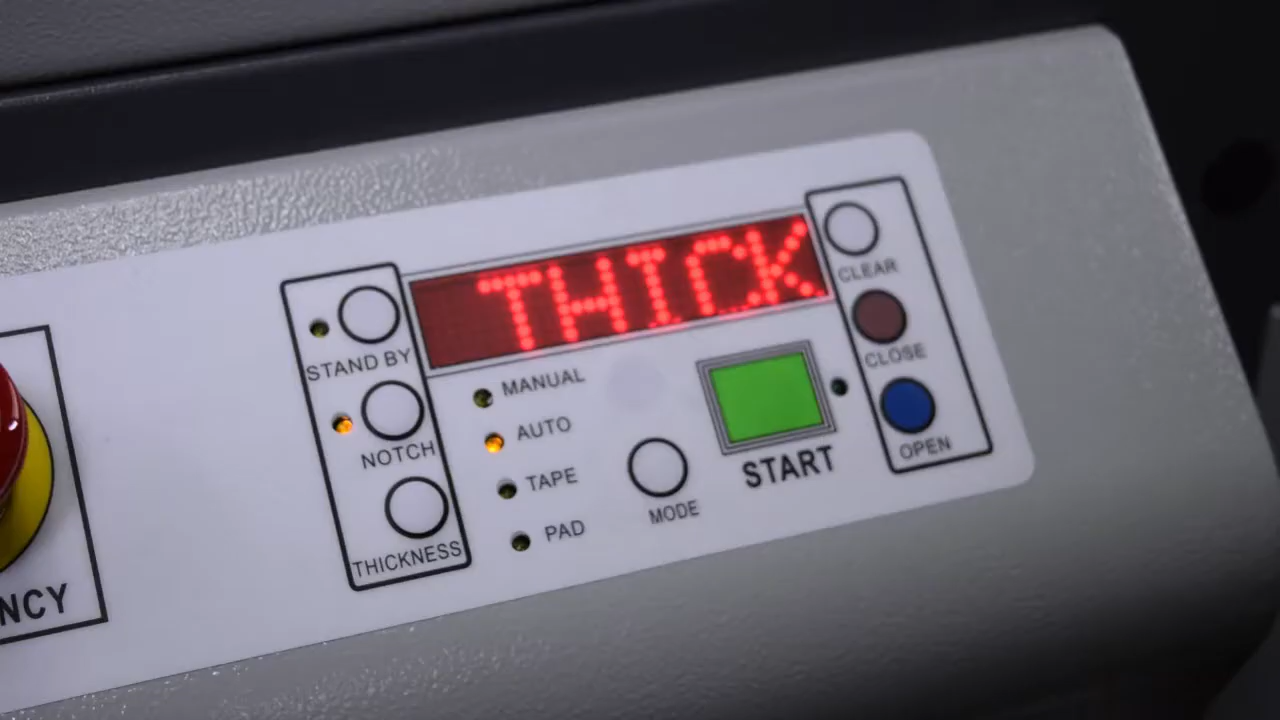 THICK
CLEAR
STAND BY
CLOSE
MANUAL
AUTO
NOTCH
OPEN
START
TAPE
MODE
PAD
THICKNESS
NCY